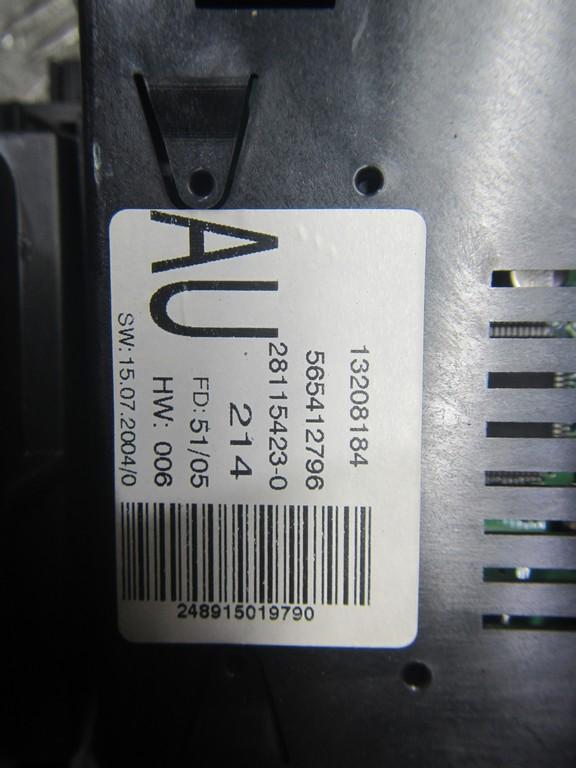 13208184
565412796
28115423-0
AU 214
FD: 51/05
HW: 006
SW: 15.07.2004/0
248915019790